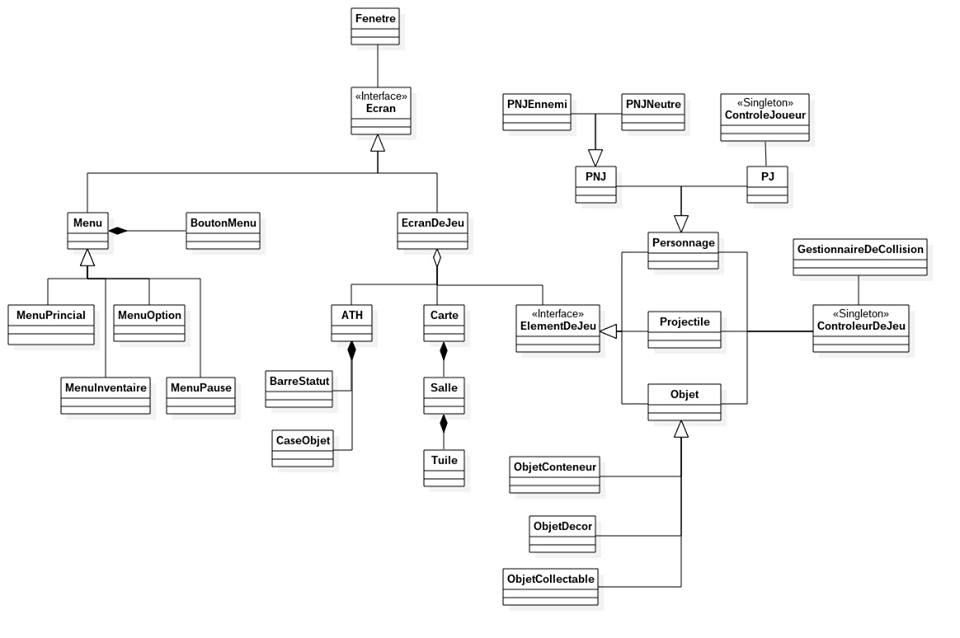 Fenetre
«Interface»
Ecran
PNJEnnemi
PNJNeutre
«Singleton»
ControleJoueur
PNJ
PJ
Menu
BoutonMenu
EcranDeJeu
Personnage
GestionnaireDeCollision
MenuPrincial
MenuOption
ATH
Carte
«Interface»
ElementDeJeu
Projectile
«Singleton»
ControleurDeJeu
MenuInventaire
MenuPause
BarreStatut
Salle
Objet
CaseObjet
Tuile
ObjetConteneur
ObjetDecor
ObjetCollectable